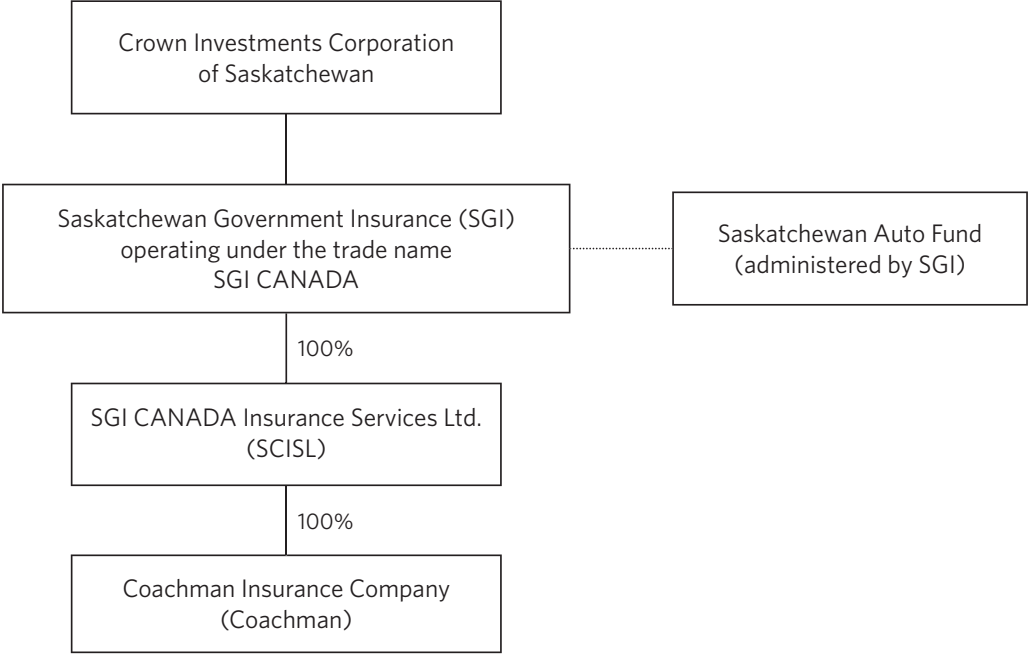 Crown Investments Corporation
of Saskatchewan
Saskatchewan Government Insurance (SGI)
operating under the trade name
SGI CANADA
Saskatchewan Auto Fund
(administered by SGI)
100%
SGI CANADA Insurance Services Ltd.
(SCISL)
100%
Coachman Insurance Company
(Coachman)